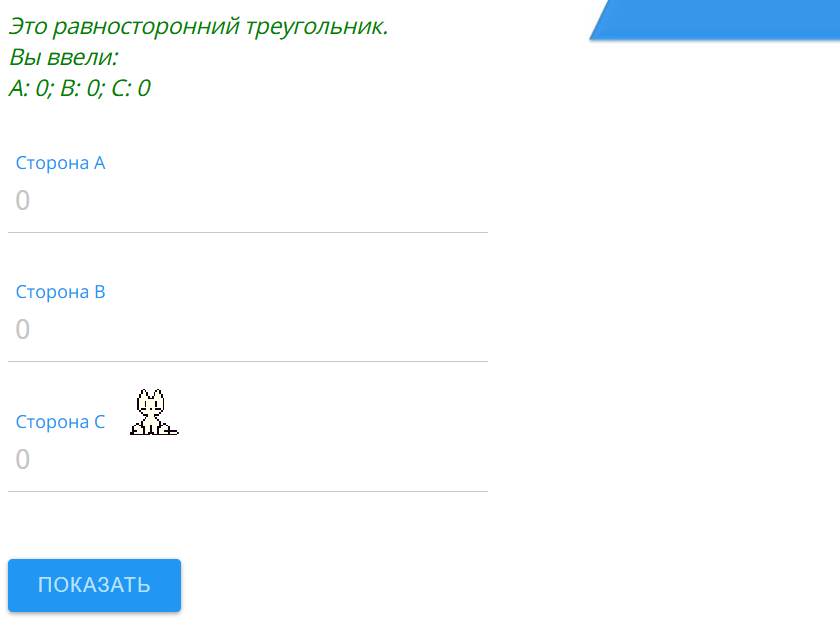 Это равносторонний треугольник.
Вы ввели:
A: 0; B: 0; C: 0
Сторона A
0
Сторона B
0
Сторона C
0
ПОКАЗАТЬ